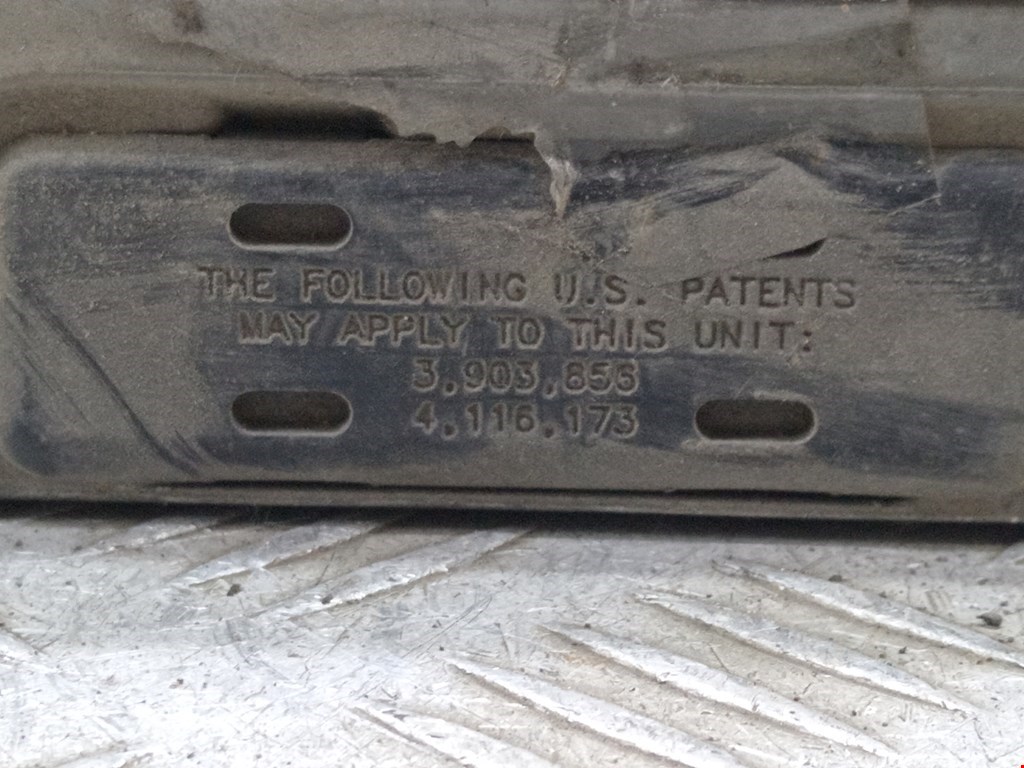 THE FOLLOWING U.S. PATENTS
MAY APPLY TO THIS UNIT:
3,903,856
4,116,173